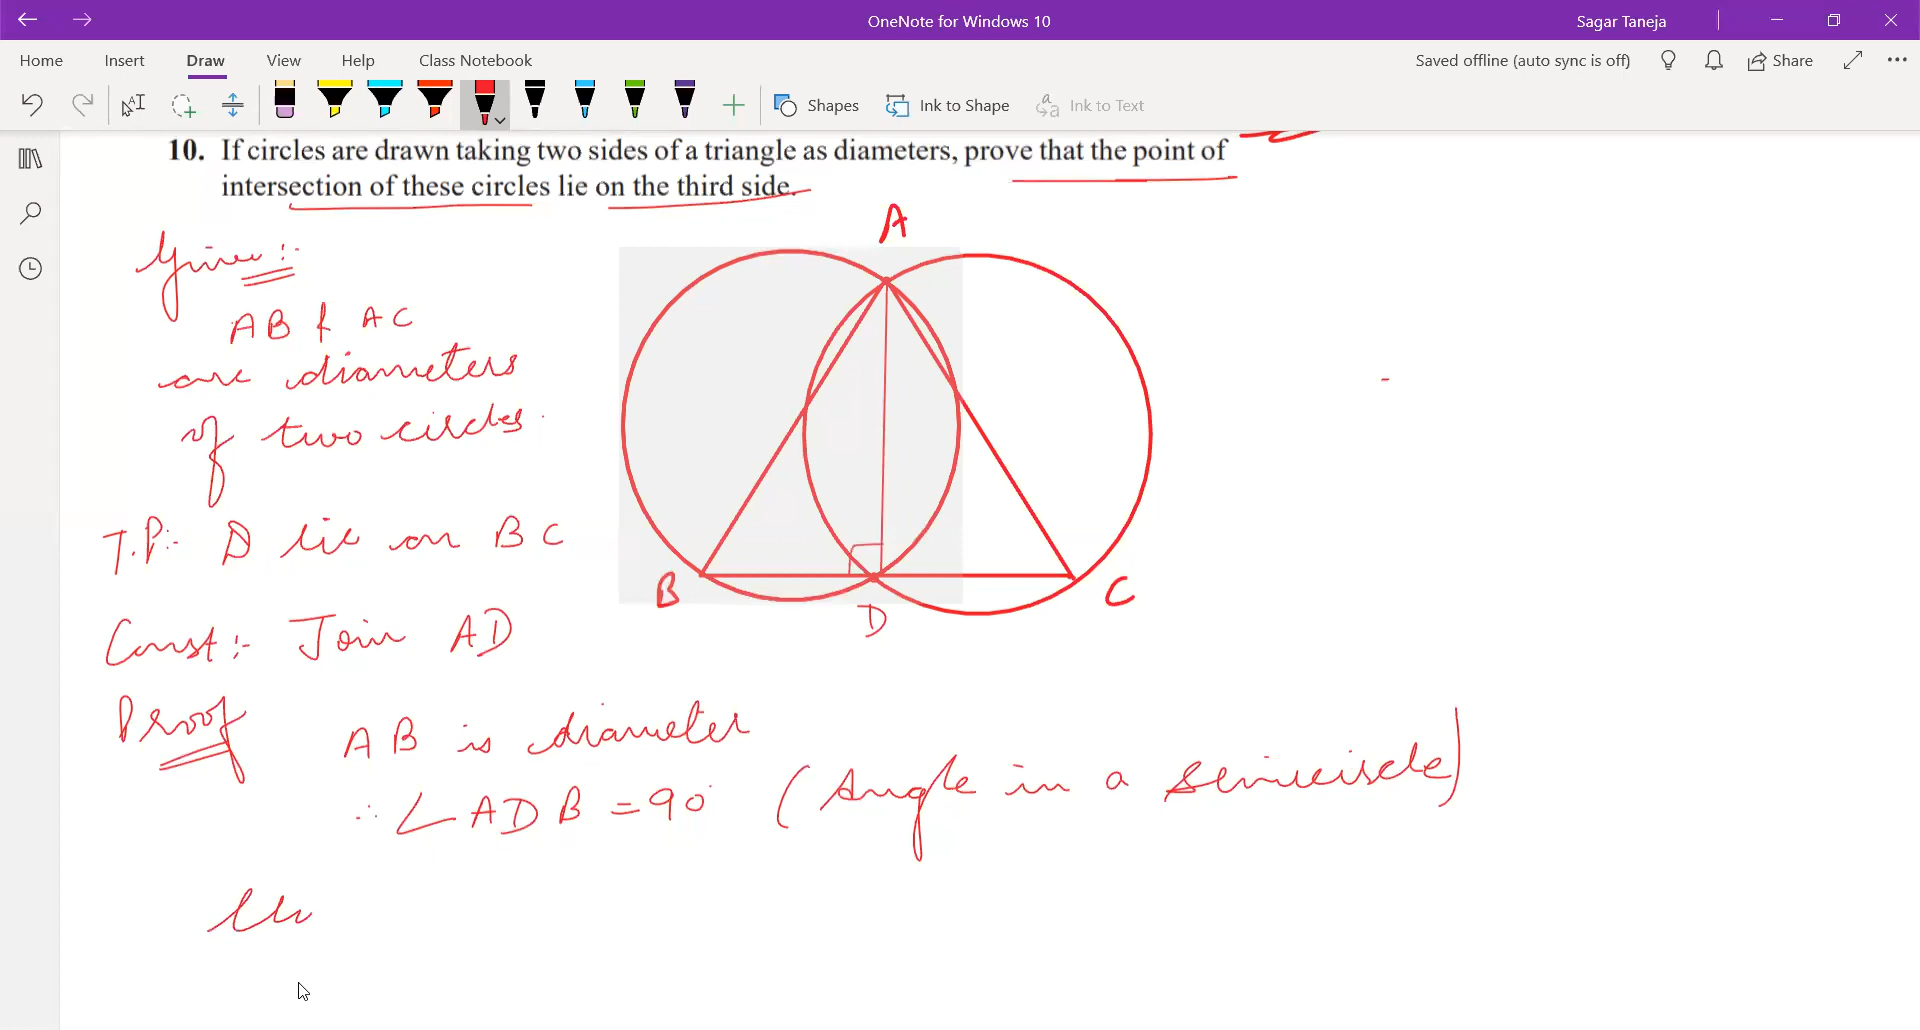 OneNote for Windows 10
Sagar Taneja
Home Insert Draw View Help Class Notebook
Saved offline (auto sync is off) Share
Shapes Ink to Shape Ink to Text
10. If circles are drawn taking two sides of a triangle as diameters, prove that the point of
intersection of these circles lie on the third side.
A
Given :-
AB & AC
are diameters
of two circles.
T.P:- D lie on BC
B D C
Const :- Join AD
Proof AB is diameter
∴ ∠ADB = 90° (Angle in a semicircle)